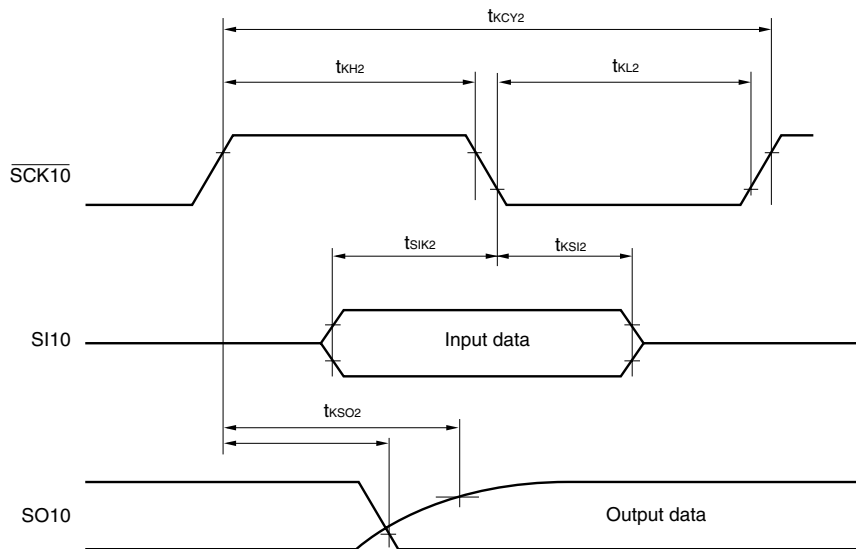 tKCY2
tKH2
tKL2
SCK10
tSIK2
tKSI2
SI10
Input data
tKSO2
SO10
Output data